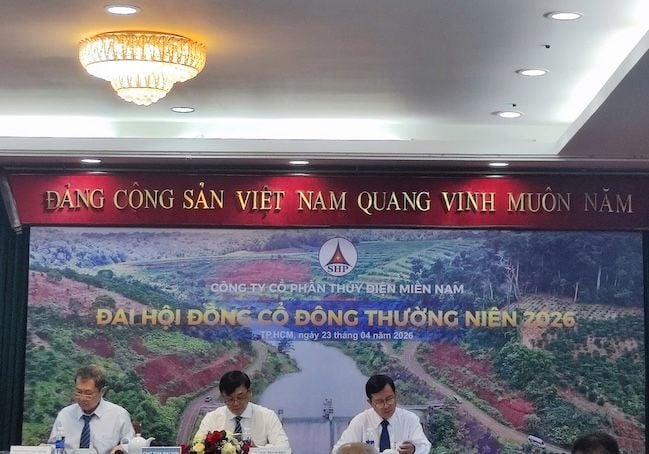 ĐẢNG CỘNG SẢN VIỆT NAM QUANG VINH MUÔN NĂM
SHP
CÔNG TY CỔ PHẦN THỦY ĐIỆN MIỀN NAM
ĐẠI HỘI ĐỒNG CỔ ĐÔNG THƯỜNG NIÊN 2026
TP.HCM, ngày 23 tháng 04 năm 2026